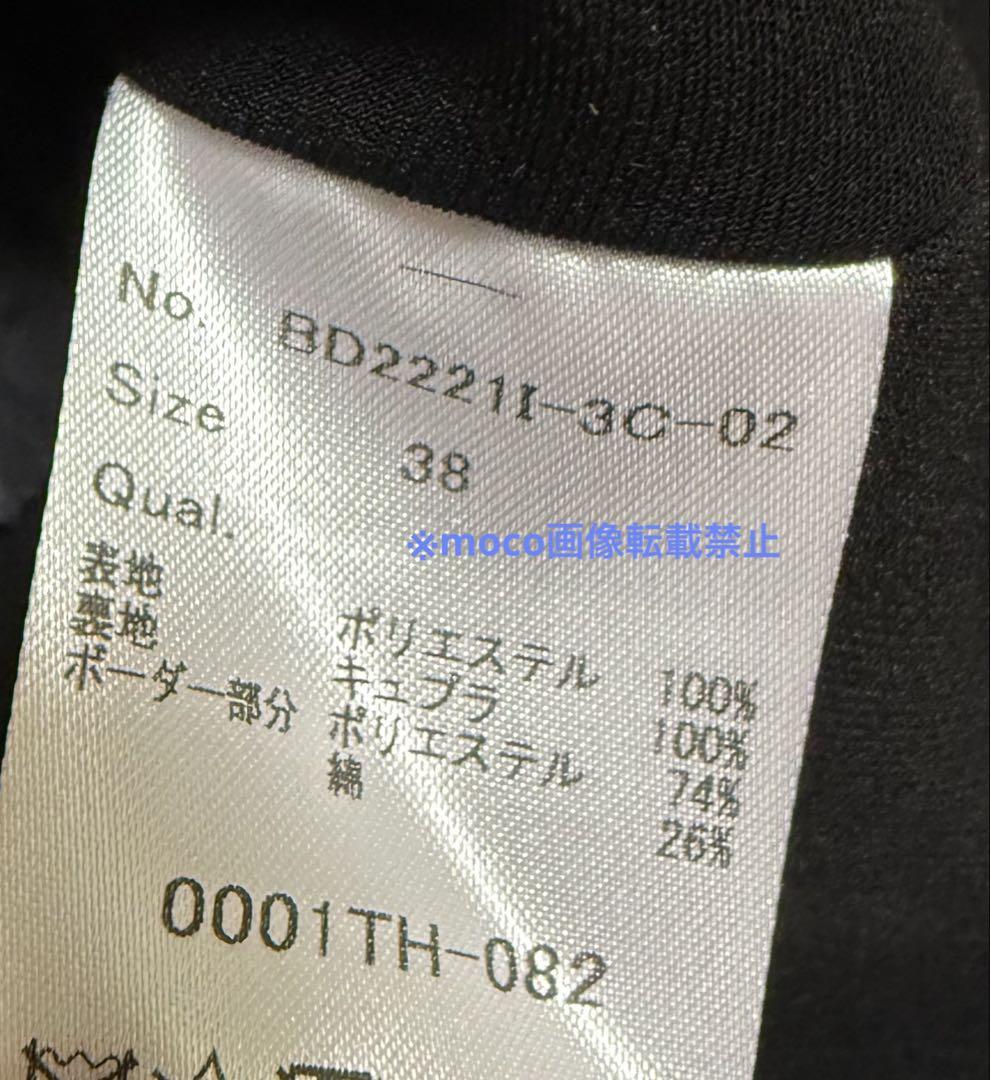 No. BD2221I-3C-02
Size 38
Qual.
※moco画像転載禁止
表地 ポリエステル 100%
裏地 キュプラ 100%
ボーダー部分 ポリエステル 74%
綿 26%
0001TH-082